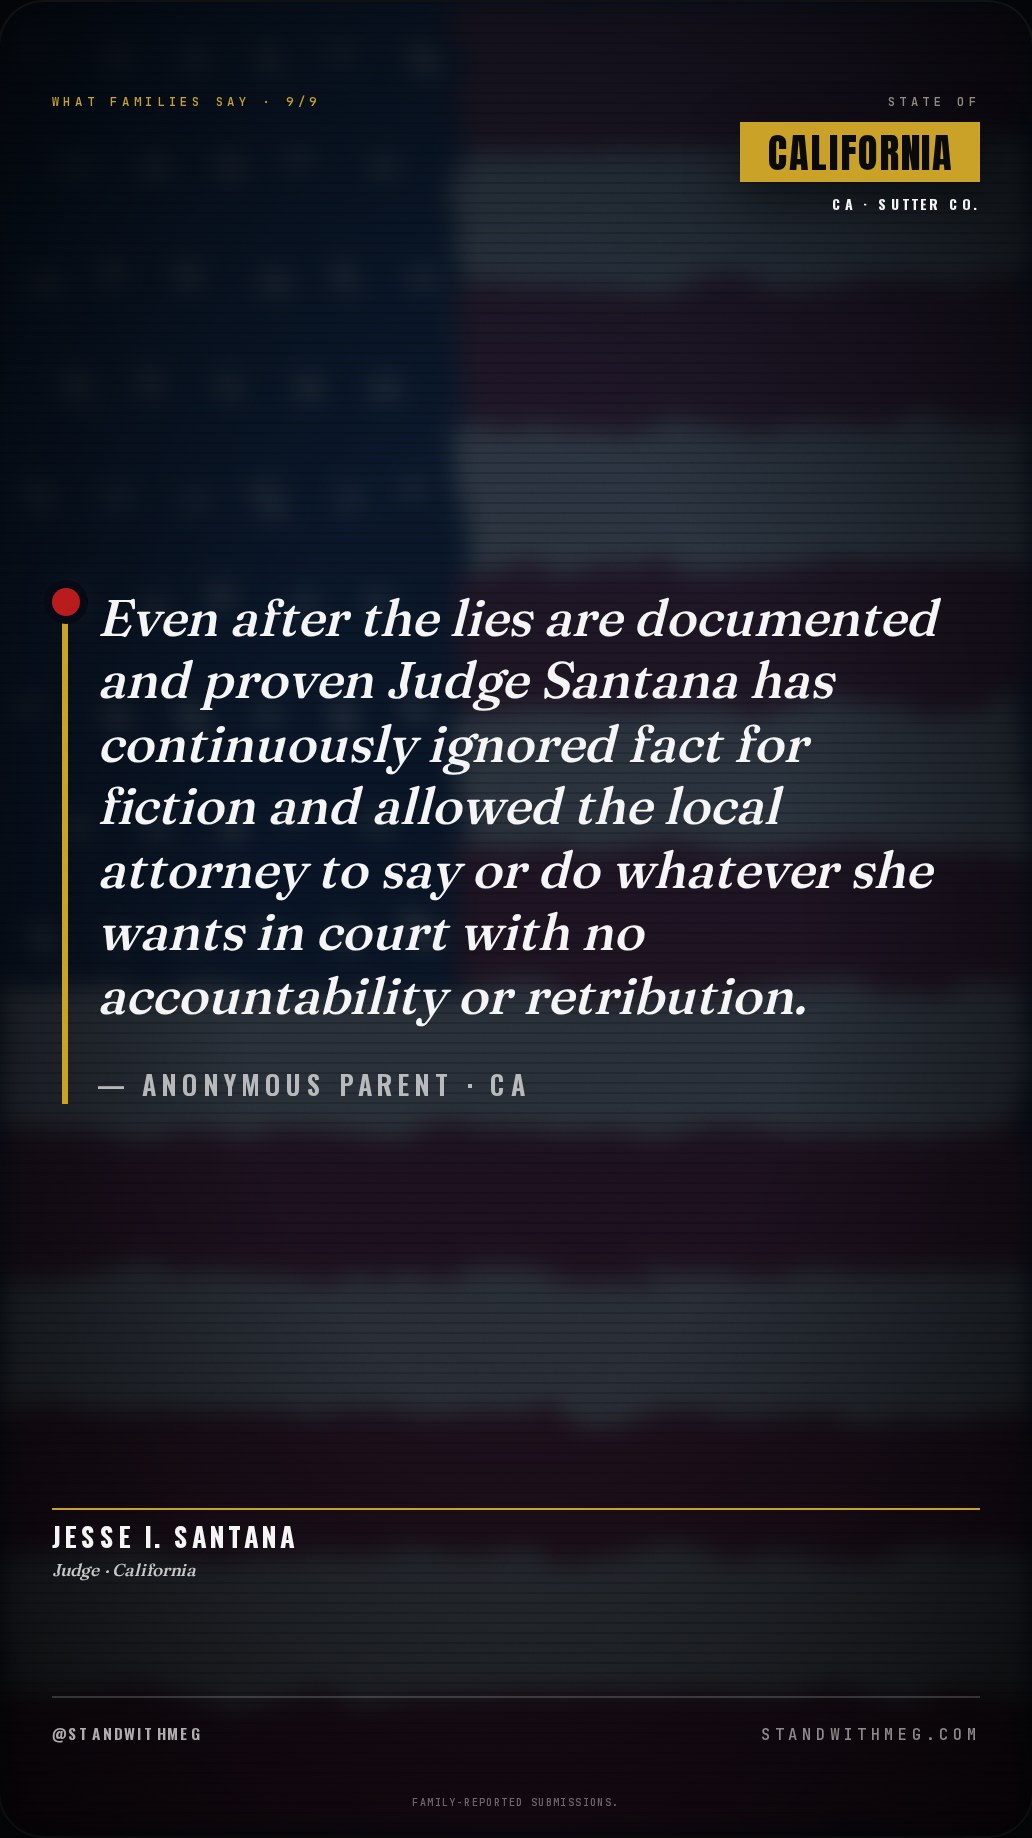 WHAT FAMILIES SAY · 9/9
STATE OF
CALIFORNIA
CA · SUTTER CO.
Even after the lies are documented
and proven Judge Santana has
continuously ignored fact for
fiction and allowed the local
attorney to say or do whatever she
wants in court with no
accountability or retribution.
— ANONYMOUS PARENT · CA
JESSE I. SANTANA
Judge · California
@STANDWITHMEG
STANDWITHMEG.COM
FAMILY-REPORTED SUBMISSIONS.